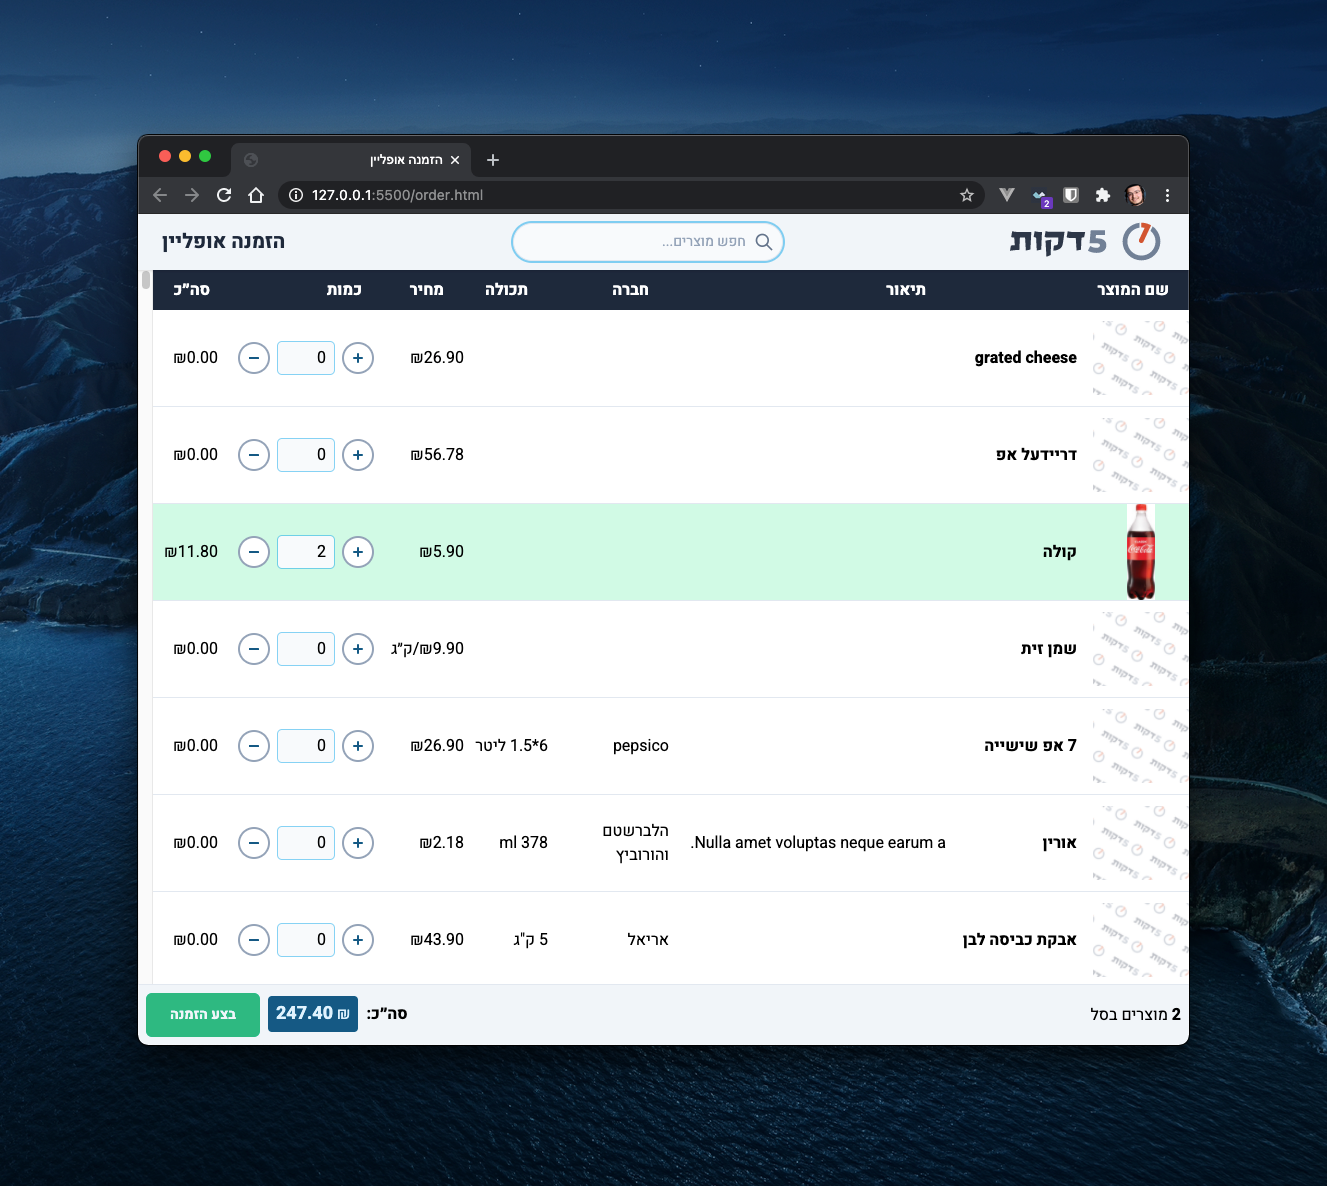 הזמנה אופליין
127.0.0.1:5500/order.html
2
5דקות
חפש מוצרים...
הזמנה אופליין
שם המוצר תיאור חברה תכולה מחיר כמות סה״כ
grated cheese ₪26.90 + 0 − ₪0.00
דריידעל אפ ₪56.78 + 0 − ₪0.00
קולה ₪5.90 + 2 − ₪11.80
שמן זית ₪9.90/ק״ג + 0 − ₪0.00
7 אפ שישייה pepsico 6*1.5 ליטר ₪26.90 + 0 − ₪0.00
אורין Nulla amet voluptas neque earum a. הלברשטם
והורוביץ 378 ml ₪2.18 + 0 − ₪0.00
אבקת כביסה לבן אריאל 5 ק"ג ₪43.90 + 0 − ₪0.00
2 מוצרים בסל
סה״כ: ₪ 247.40
בצע הזמנה